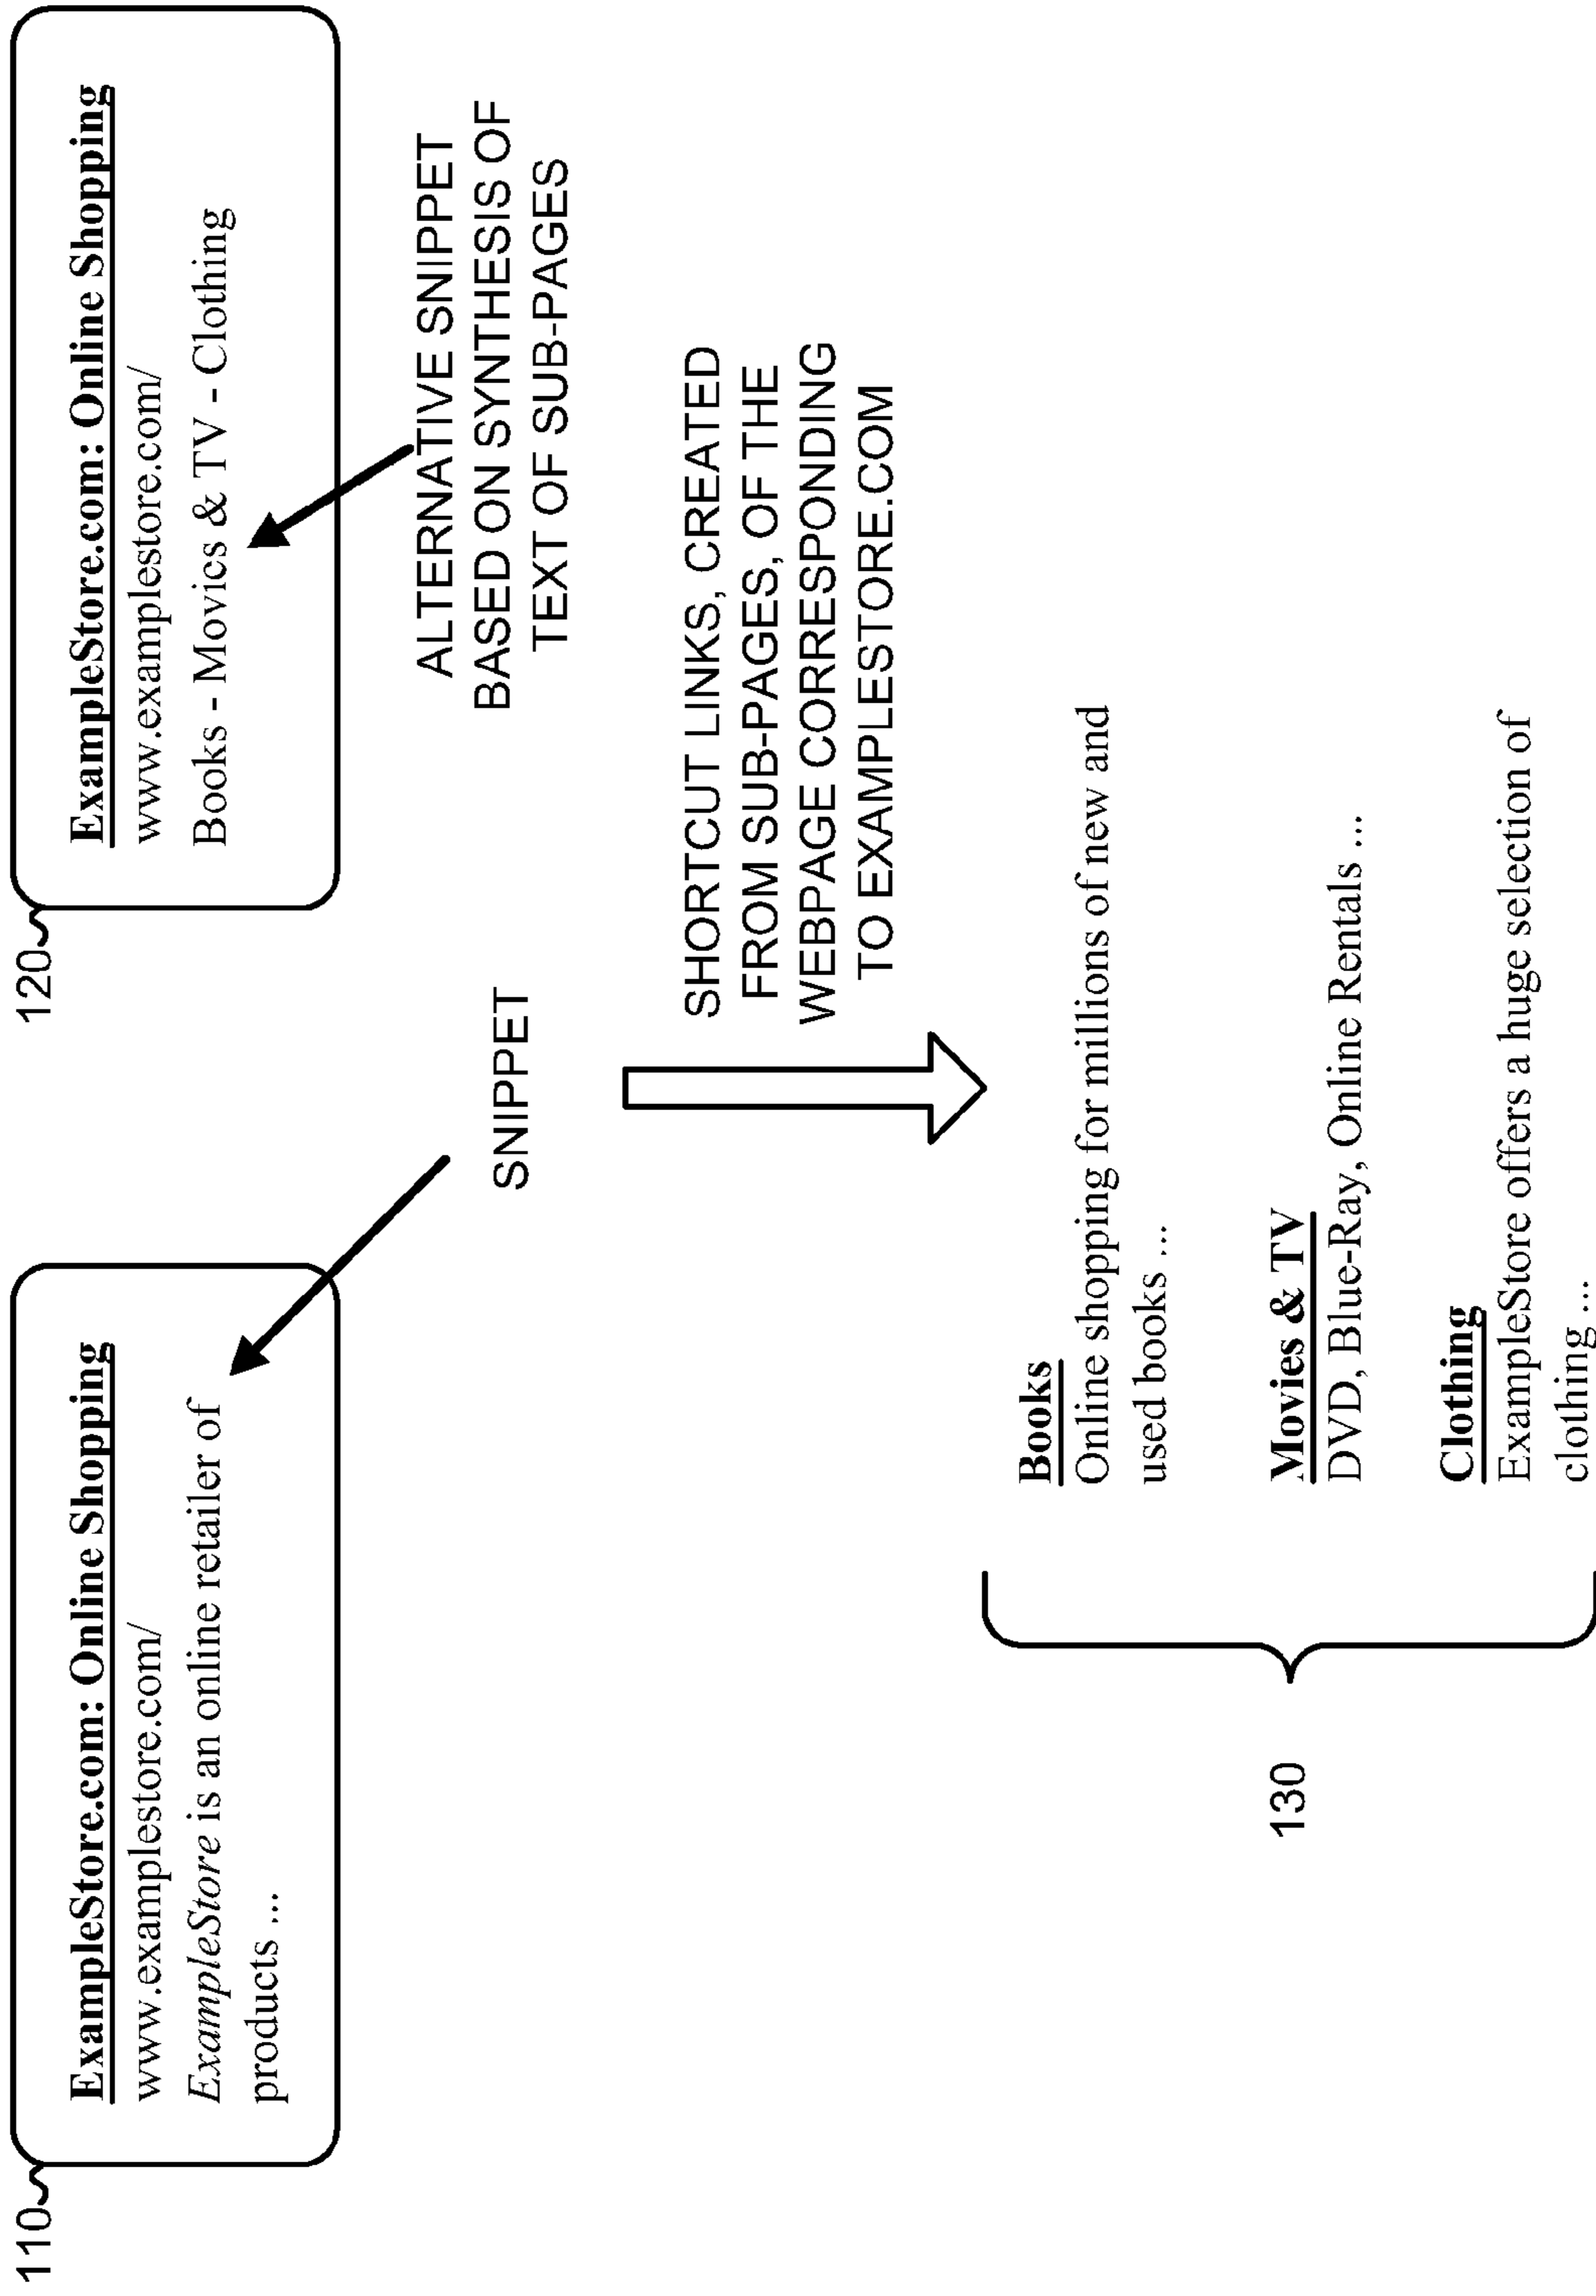 110
ExampleStore.com: Online Shopping
www.examplestore.com/
ExampleStore is an online retailer of
products ...
120
ExampleStore.com: Online Shopping
www.examplestore.com/
Books - Movies & TV - Clothing
SNIPPET
ALTERNATIVE SNIPPET
BASED ON SYNTHESIS OF
TEXT OF SUB-PAGES
SHORTCUT LINKS, CREATED
FROM SUB-PAGES, OF THE
WEBPAGE CORRESPONDING
TO EXAMPLESTORE.COM
130
Books
Online shopping for millions of new and
used books ...
Movies & TV
DVD, Blue-Ray, Online Rentals ...
Clothing
ExampleStore offers a huge selection of
clothing ...